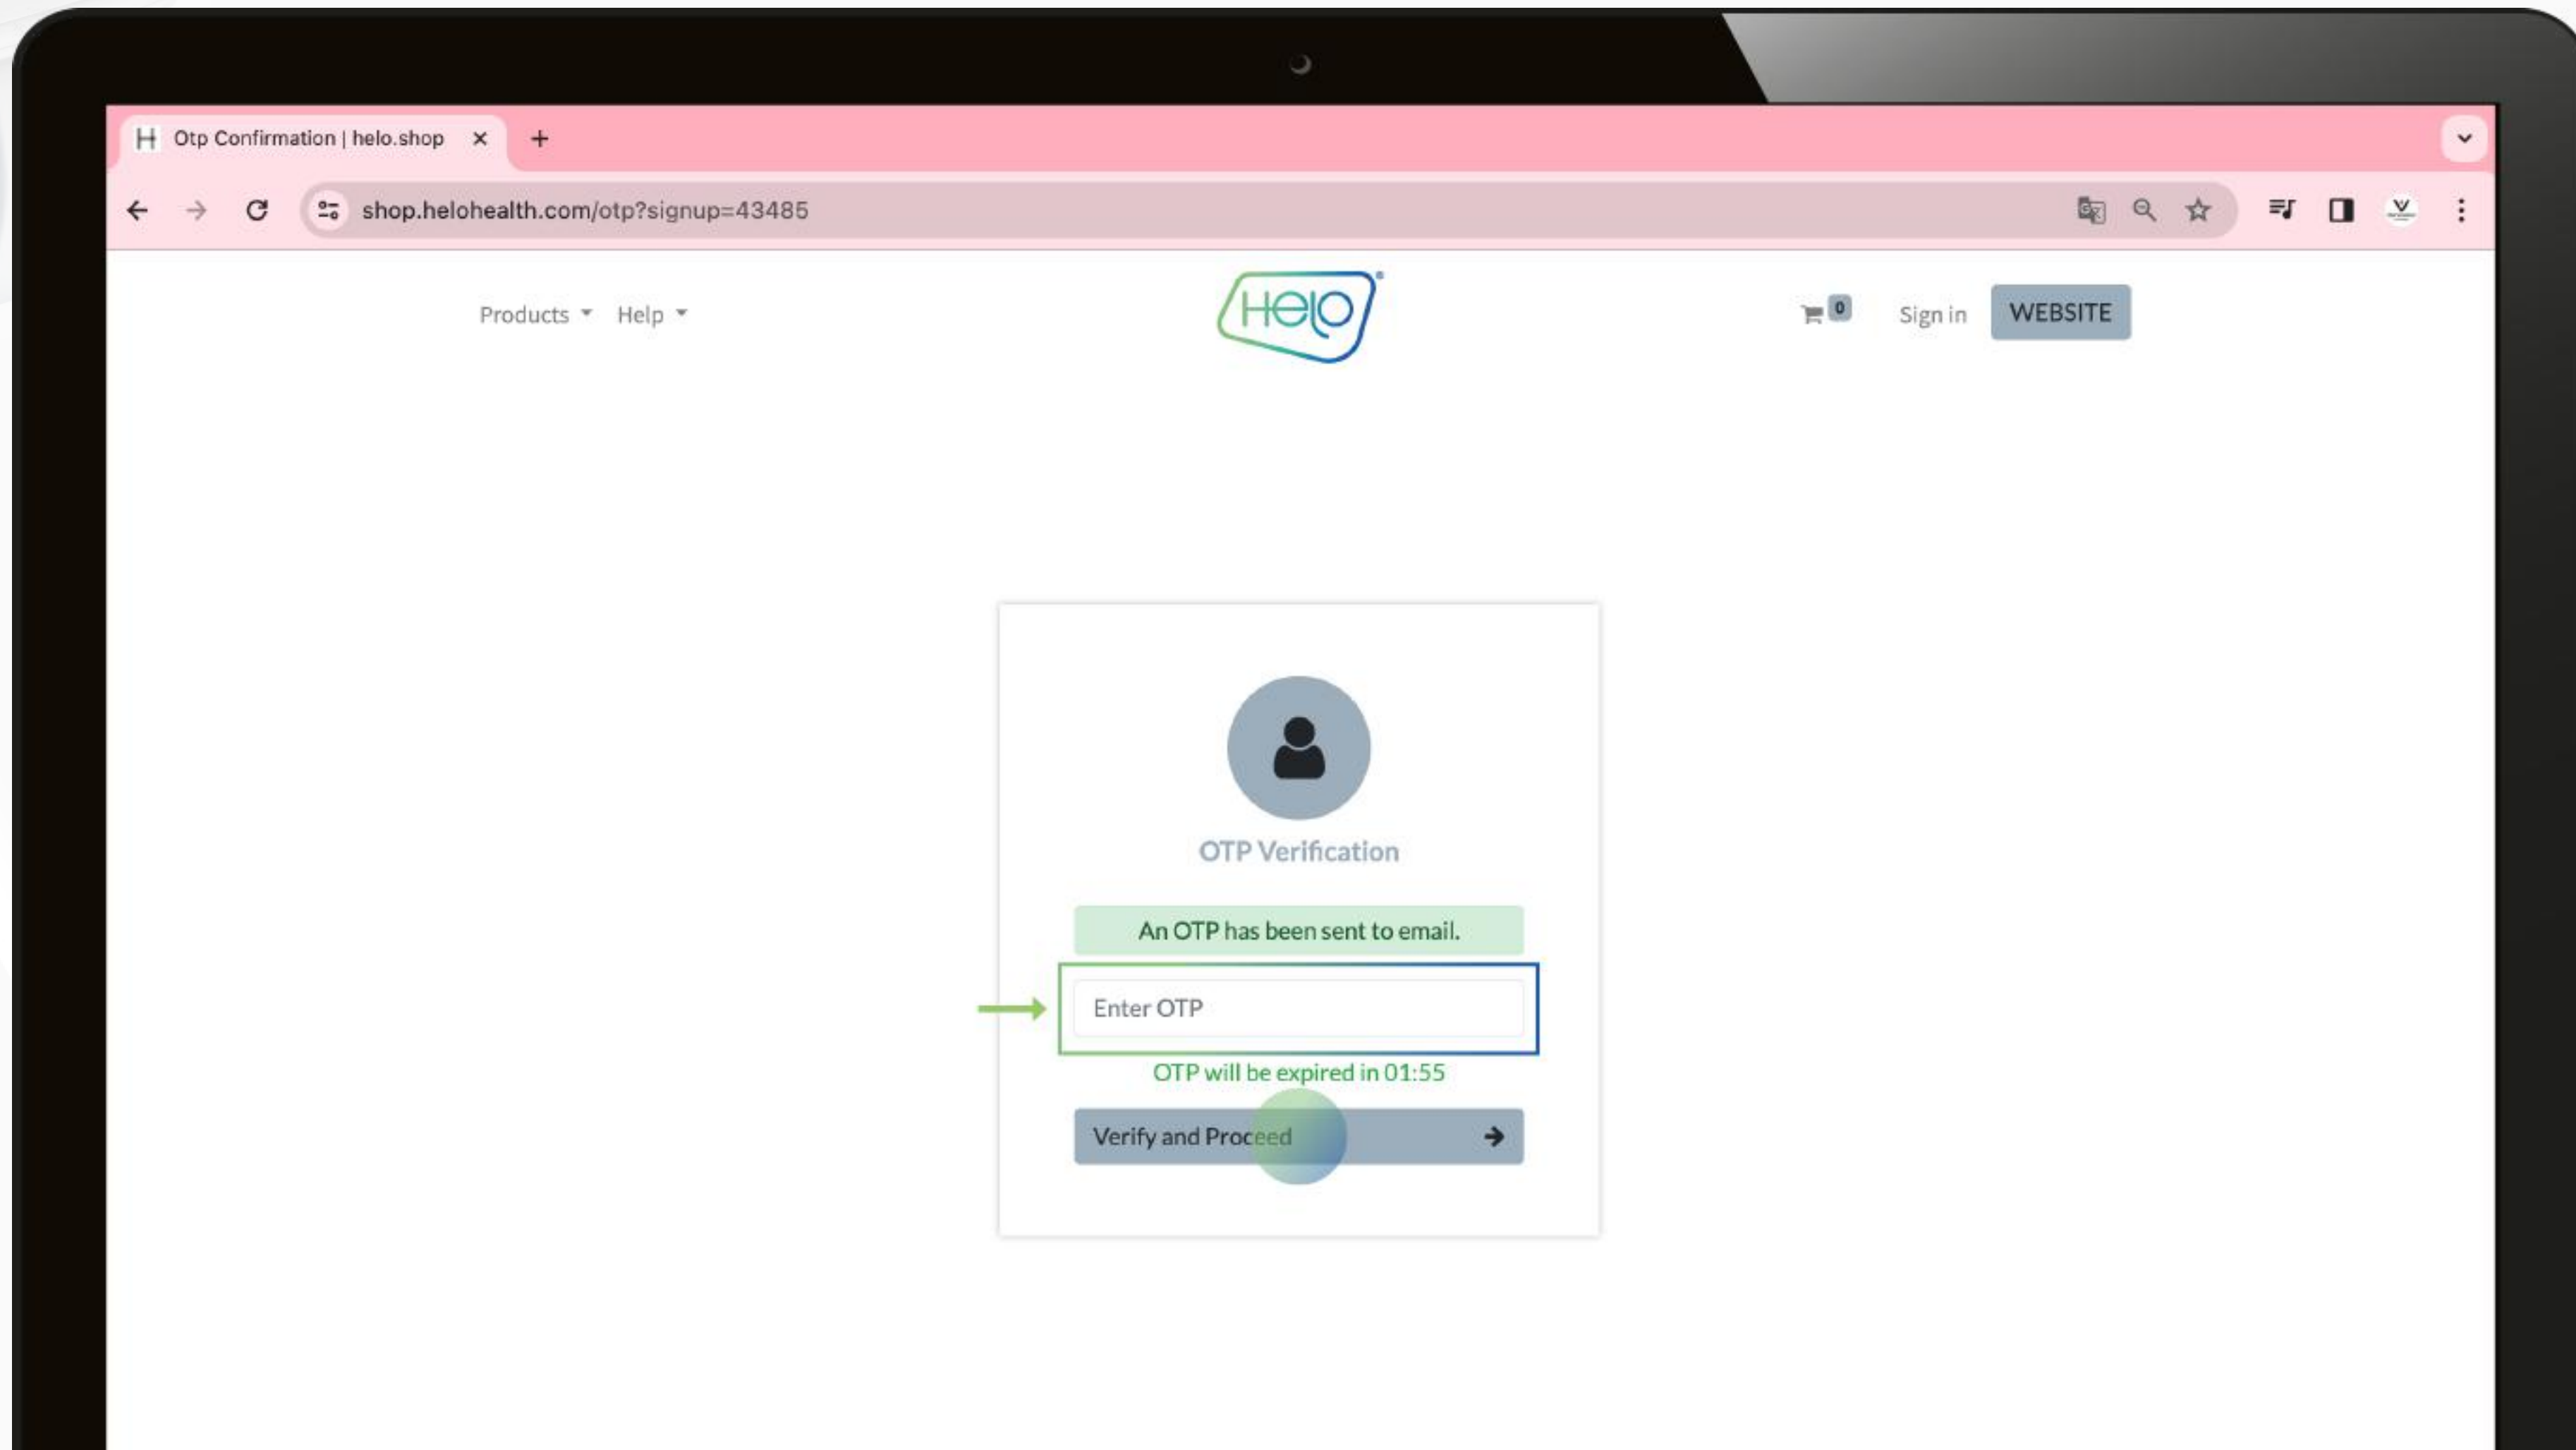 Otp Confirmation | helo.shop
shop.helohealth.com/otp?signup=43485
Products Help
Helo
0 Sign in WEBSITE
OTP Verification
An OTP has been sent to email.
Enter OTP
OTP will be expired in 01:55
Verify and Proceed